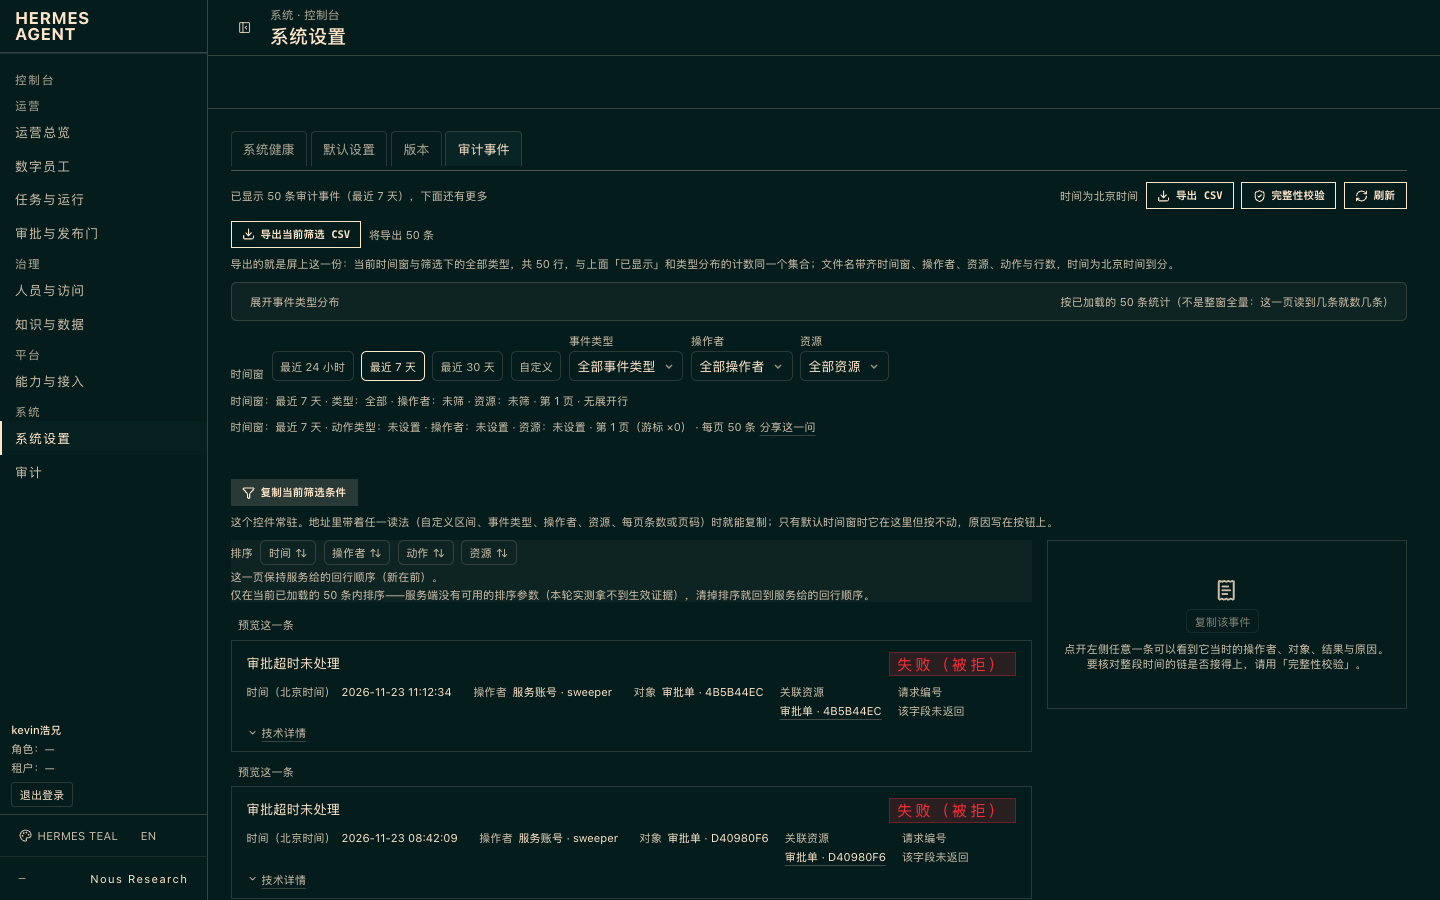 HERMES
AGENT
控制台
运营
运营总览
数字员工
任务与运行
审批与发布门
治理
人员与访问
知识与数据
平台
能力与接入
系统
系统设置
审计
kevin浩兄
角色： —
租户： —
退出登录
HERMES TEAL EN
— Nous Research
系统 · 控制台
系统设置
系统健康 默认设置 版本 审计事件
已显示 50 条审计事件（最近 7 天），下面还有更多
时间为北京时间 导出 CSV 完整性校验 刷新
导出当前筛选 CSV 将导出 50 条
导出的就是屏上这一份：当前时间窗与筛选下的全部类型，共 50 行，与上面「已显示」和类型分布的计数同一个集合；文件名带齐时间窗、操作者、资源、动作与行数，时间为北京时间到分。
展开事件类型分布 按已加载的 50 条统计（不是整窗全量：这一页读到几条就数几条）
事件类型 操作者 资源
时间窗 最近 24 小时 最近 7 天 最近 30 天 自定义 全部事件类型 全部操作者 全部资源
时间窗：最近 7 天 · 类型：全部 · 操作者：未筛 · 资源：未筛 · 第 1 页 · 无展开行
时间窗：最近 7 天 · 动作类型：未设置 · 操作者：未设置 · 资源：未设置 · 第 1 页（游标 ×0） · 每页 50 条 分享这一问
复制当前筛选条件
这个控件常驻。地址里带着任一读法（自定义区间、事件类型、操作者、资源、每页条数或页码）时就能复制；只有默认时间窗时它在这里但按不动，原因写在按钮上。
排序 时间 ↑↓ 操作者 ↑↓ 动作 ↑↓ 资源 ↑↓
这一页保持服务给的回行顺序（新在前）。
仅在当前已加载的 50 条内排序——服务端没有可用的排序参数（本轮实测拿不到生效证据），清掉排序就回到服务给的回行顺序。
预览这一条
审批超时未处理 失败（被拒）
时间（北京时间） 2026-11-23 11:12:34 操作者 服务账号 · sweeper 对象 审批单 · 4B5B44EC 关联资源 请求编号
审批单 · 4B5B44EC 该字段未返回
技术详情
预览这一条
审批超时未处理 失败（被拒）
时间（北京时间） 2026-11-23 08:42:09 操作者 服务账号 · sweeper 对象 审批单 · D40980F6 关联资源 请求编号
审批单 · D40980F6 该字段未返回
技术详情
复制该事件
点开左侧任意一条可以看到它当时的操作者、对象、结果与原因。
要核对整段时间的链是否接得上，请用「完整性校验」。